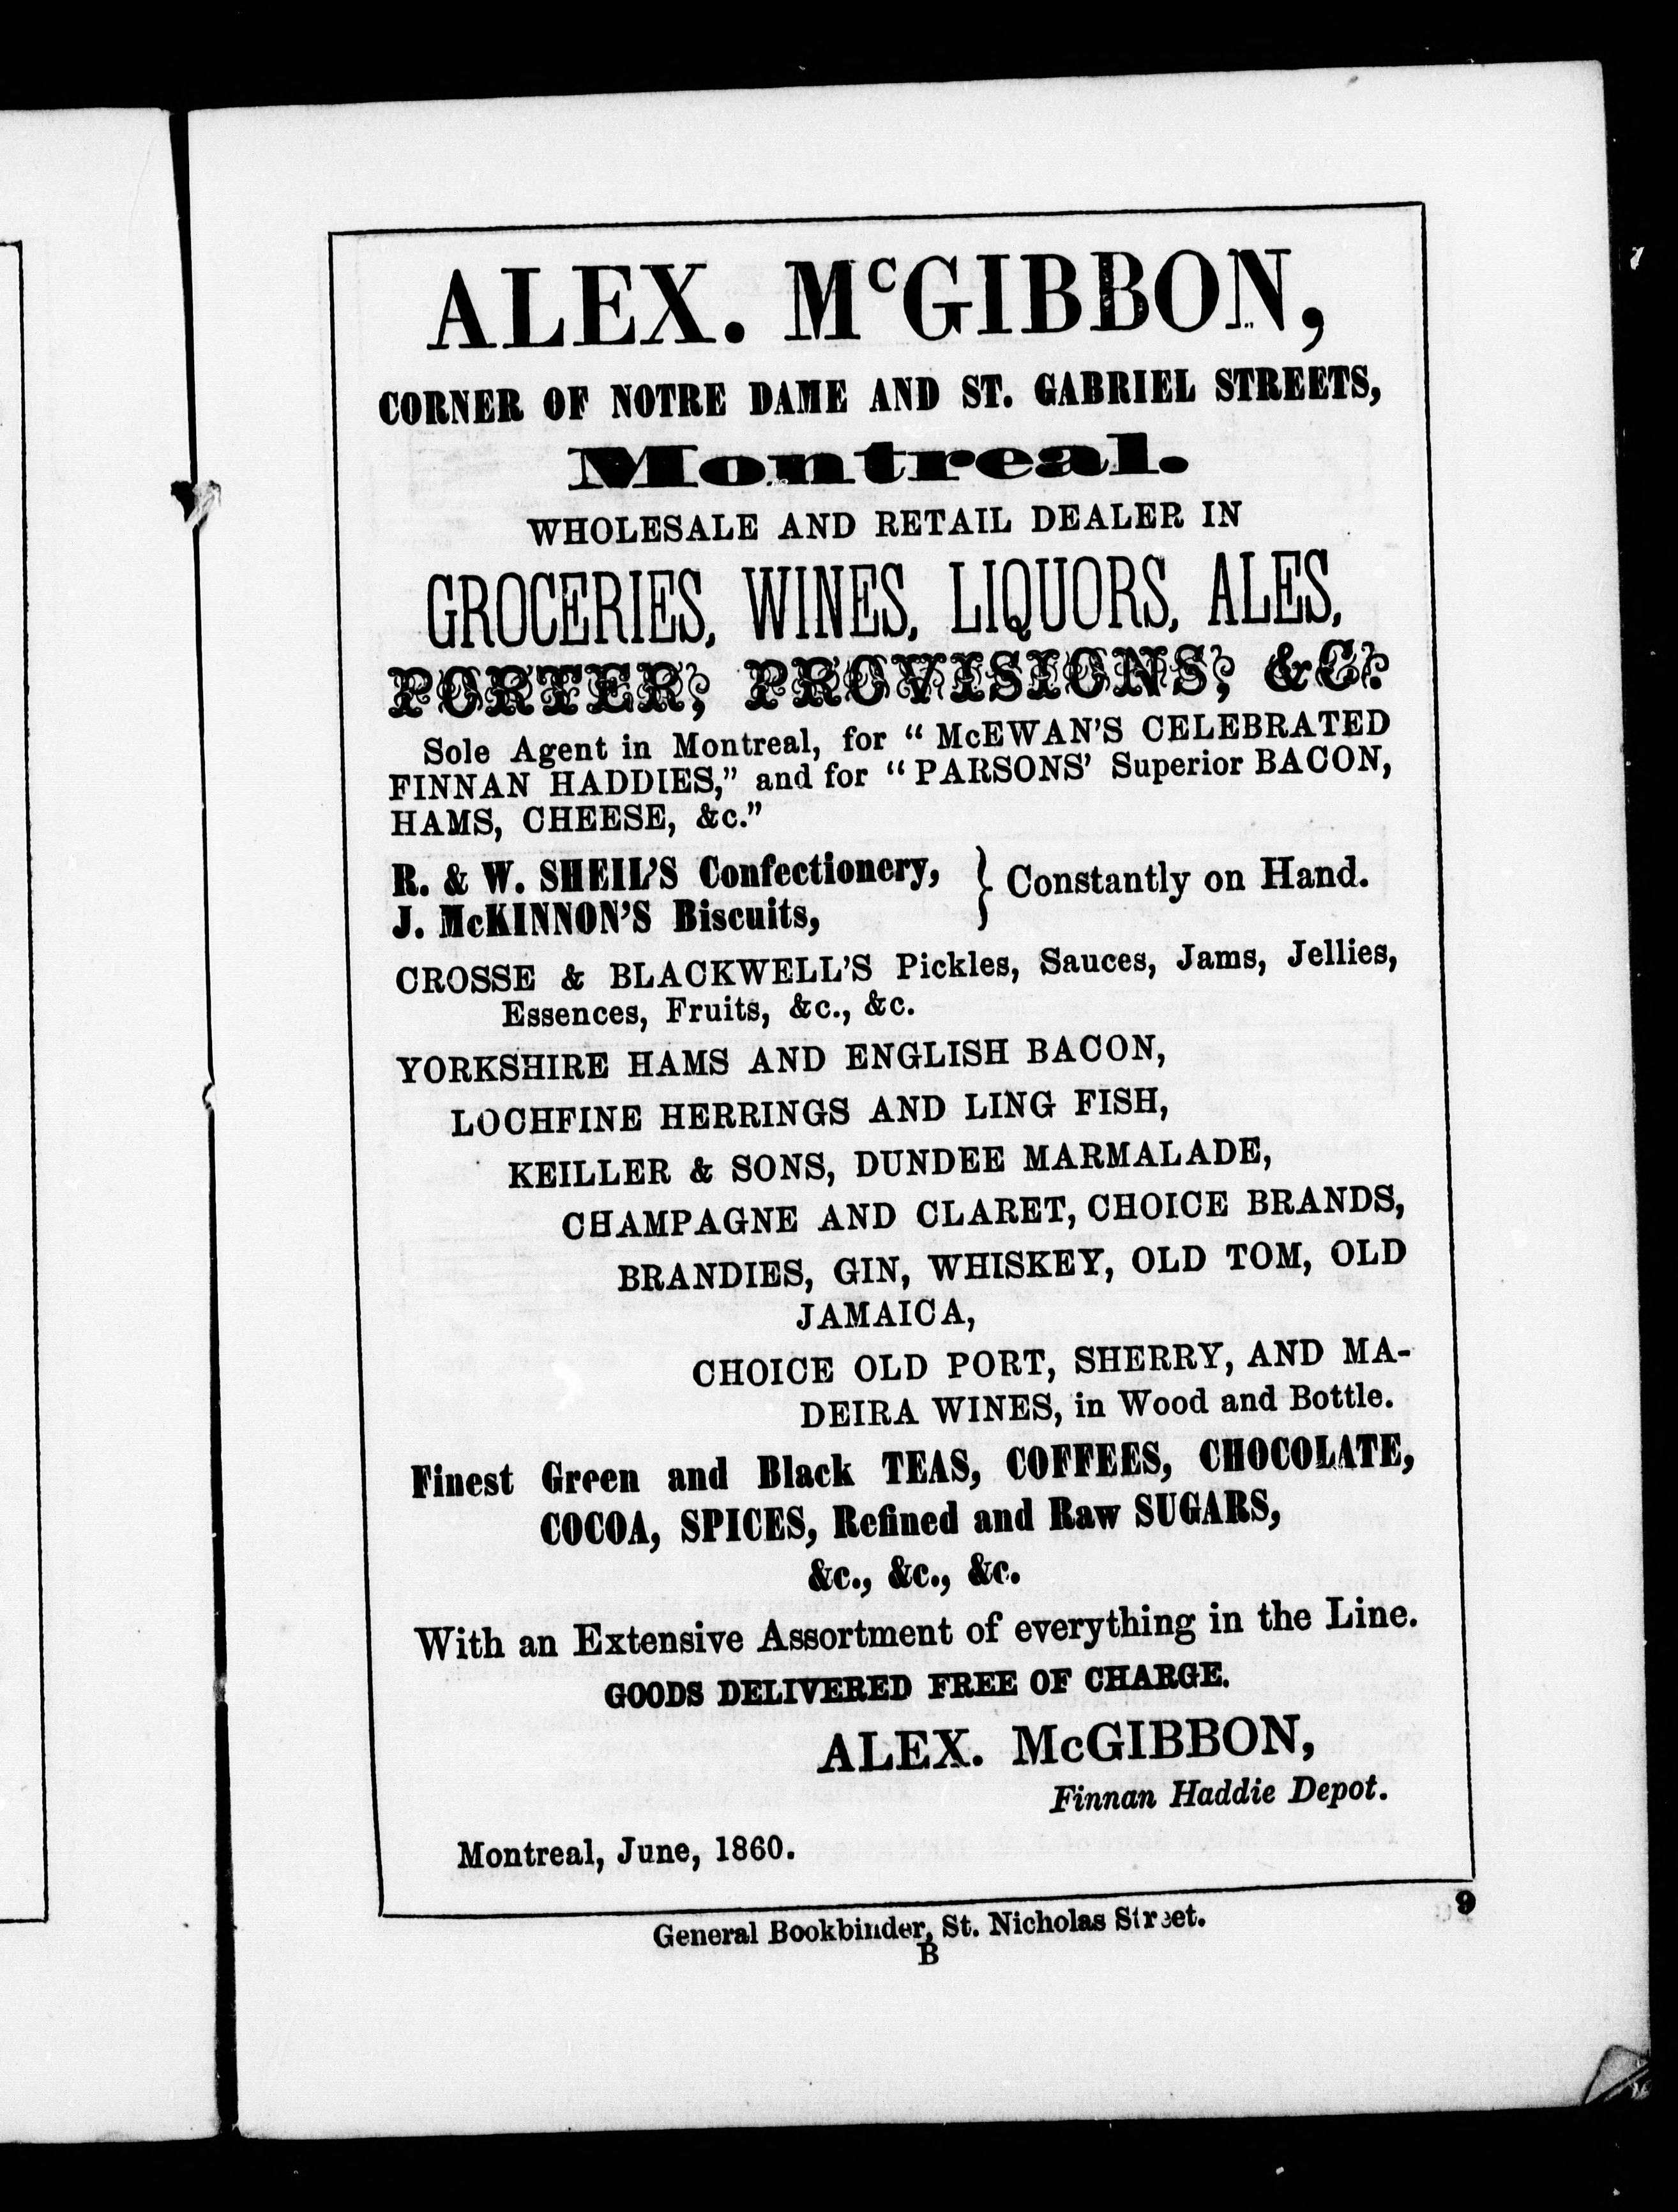 ALEX. McGIBBON,
CORNER OF NOTRE DAME AND ST. GABRIEL STREETS,
Montreal.
WHOLESALE AND RETAIL DEALER IN
GROCERIES, WINES, LIQUORS, ALES,
PORTER, PROVISIONS, &C.
Sole Agent in Montreal, for “McEWAN'S CELEBRATED
FINNAN HADDIES,” and for “PARSONS' Superior BACON,
HAMS, CHEESE, &c.”
R. & W. SHEIL'S Confectionery, } Constantly on Hand.
J. McKINNON'S Biscuits,
CROSSE & BLACKWELL'S Pickles, Sauces, Jams, Jellies,
Essences, Fruits, &c., &c.
YORKSHIRE HAMS AND ENGLISH BACON,
LOCHFINE HERRINGS AND LING FISH,
KEILLER & SONS, DUNDEE MARMALADE,
CHAMPAGNE AND CLARET, CHOICE BRANDS,
BRANDIES, GIN, WHISKEY, OLD TOM, OLD
JAMAICA,
CHOICE OLD PORT, SHERRY, AND MA-
DEIRA WINES, in Wood and Bottle.
Finest Green and Black TEAS, COFFEES, CHOCOLATE,
COCOA, SPICES, Refined and Raw SUGARS,
&c., &c., &c.
With an Extensive Assortment of everything in the Line.
GOODS DELIVERED FREE OF CHARGE.
ALEX. McGIBBON,
Finnan Haddie Depot.
Montreal, June, 1860.
General Bookbinder, St. Nicholas Street.
9
B